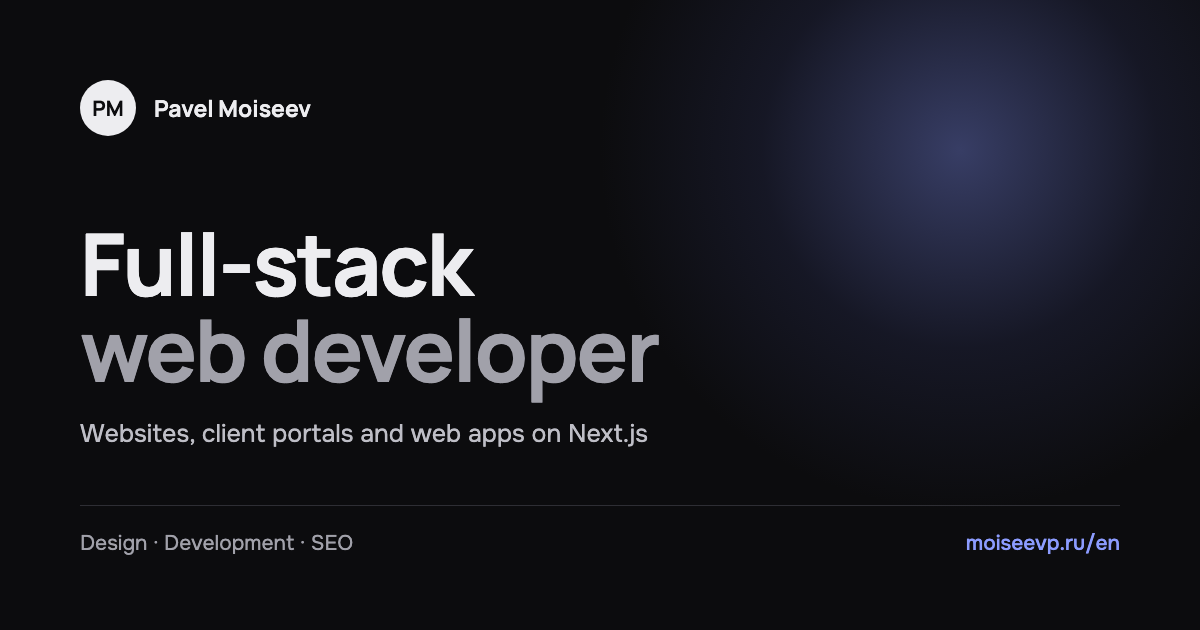 PM
Pavel Moiseev
Full-stack
web developer
Websites, client portals and web apps on Next.js
Design · Development · SEO
moiseevp.ru/en